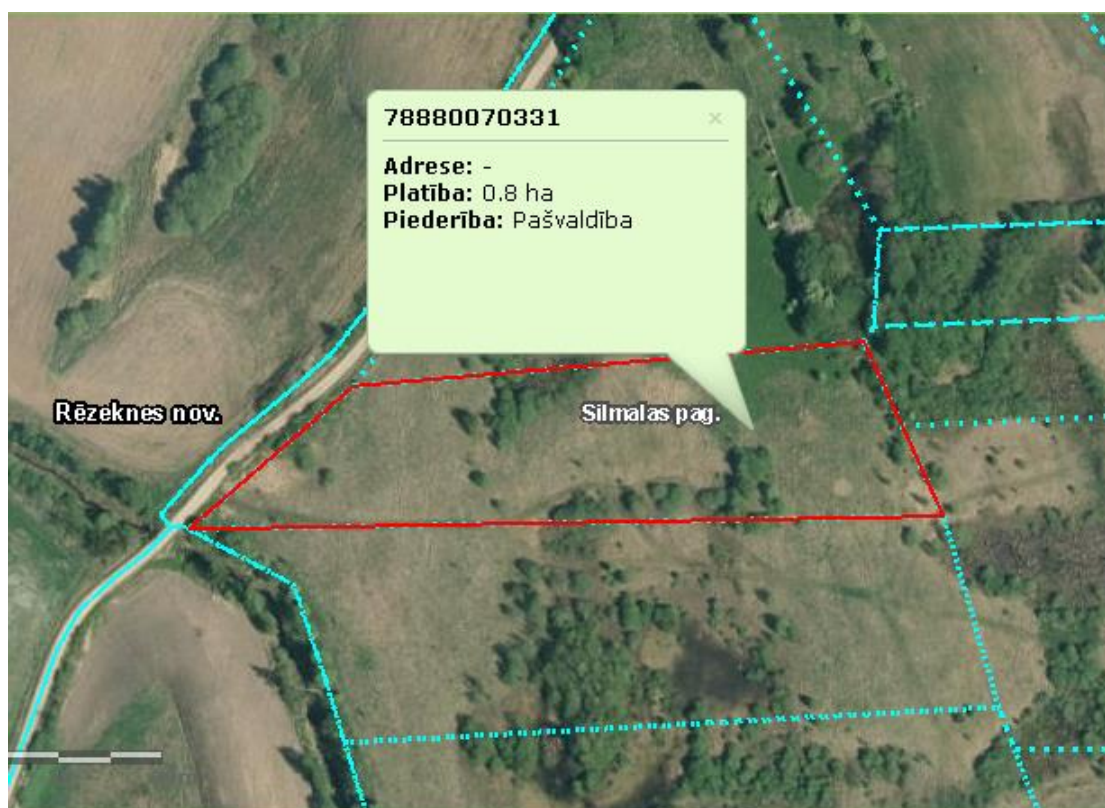 78880070331 ×
Adrese: -
Platība: 0.8 ha
Piederība: Pašvaldība
Rēzeknes nov.
Silmalas pag.